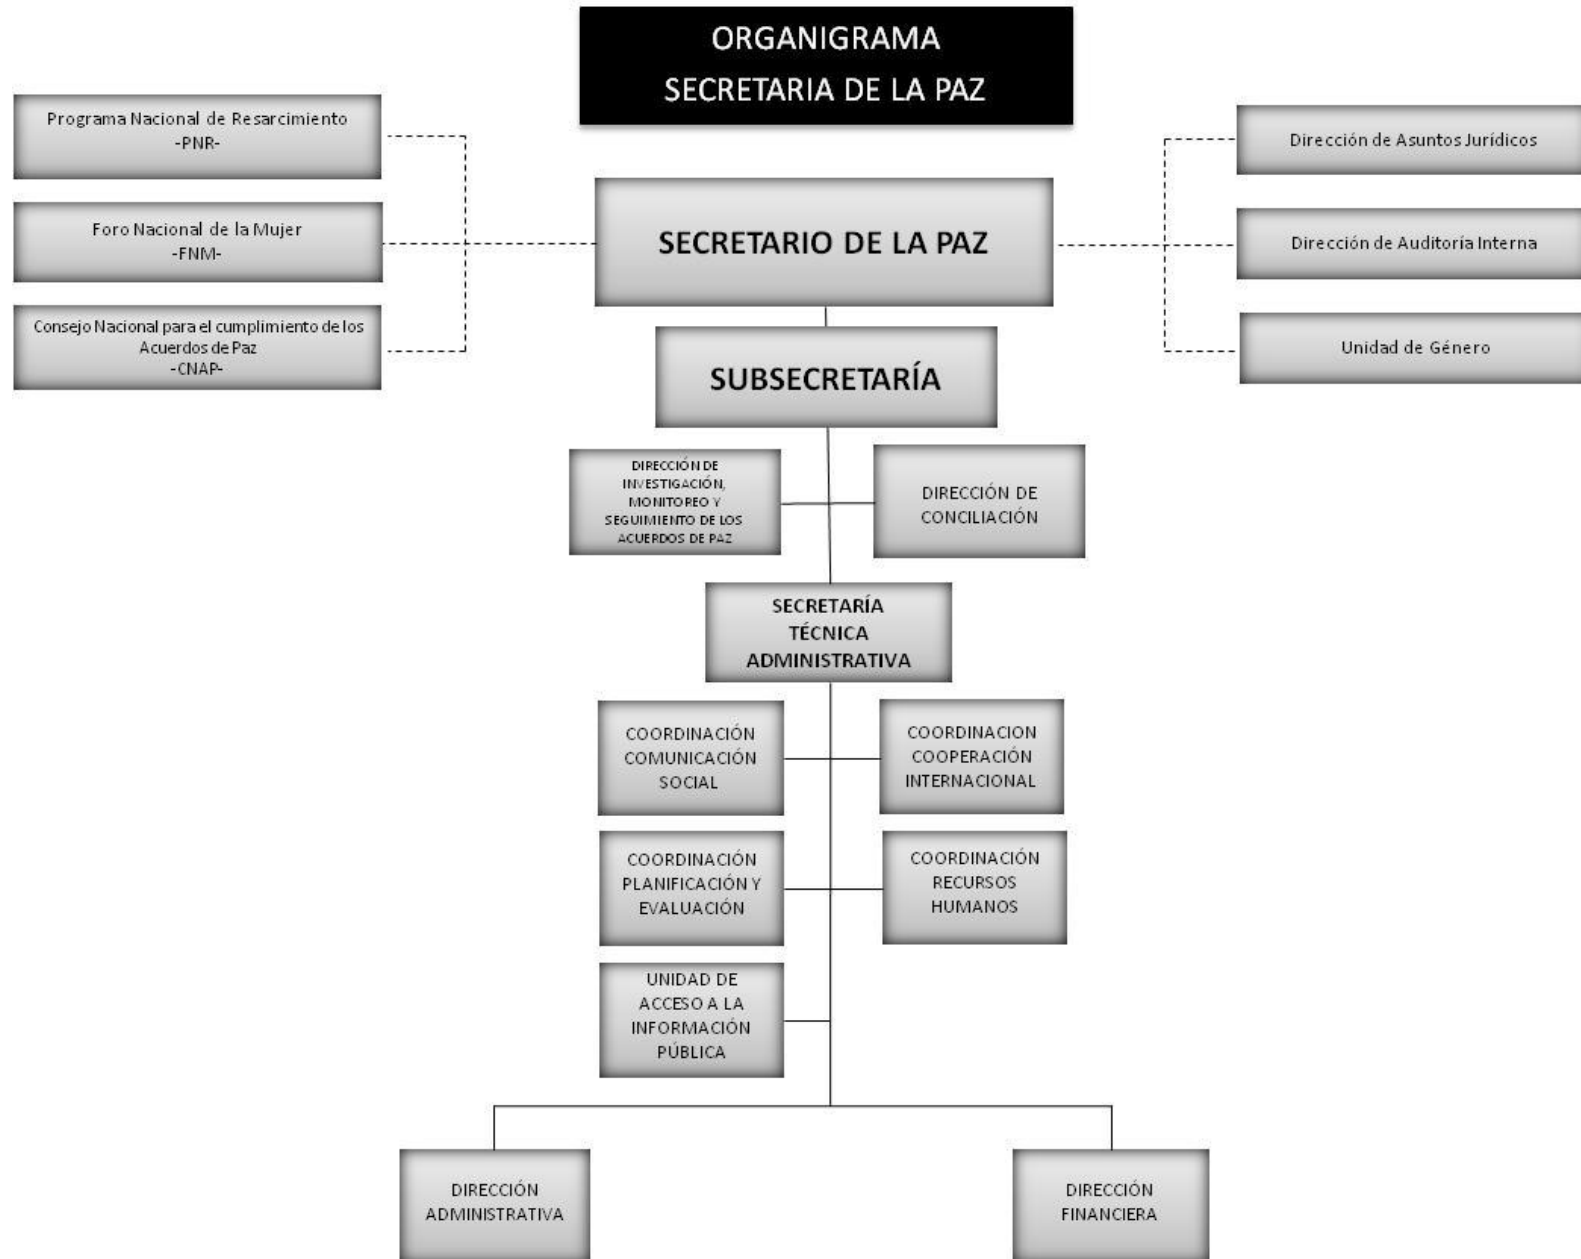 ORGANIGRAMA
SECRETARIA DE LA PAZ
Programa Nacional de Resarcimiento
-PNR-
Foro Nacional de la Mujer
-FNM-
Consejo Nacional para el cumplimiento de los
Acuerdos de Paz
-CNAP-
SECRETARIO DE LA PAZ
Dirección de Asuntos Jurídicos
Dirección de Auditoría Interna
Unidad de Género
SUBSECRETARÍA
DIRECCIÓN DE
INVESTIGACIÓN,
MONITOREO Y
SEGUIMIENTO DE LOS
ACUERDOS DE PAZ
DIRECCIÓN DE
CONCILIACIÓN
SECRETARÍA
TÉCNICA
ADMINISTRATIVA
COORDINACIÓN
COMUNICACIÓN
SOCIAL
COORDINACION
COOPERACIÓN
INTERNACIONAL
COORDINACIÓN
PLANIFICACIÓN Y
EVALUACIÓN
COORDINACIÓN
RECURSOS
HUMANOS
UNIDAD DE
ACCESO A LA
INFORMACIÓN
PÚBLICA
DIRECCIÓN
ADMINISTRATIVA
DIRECCIÓN
FINANCIERA